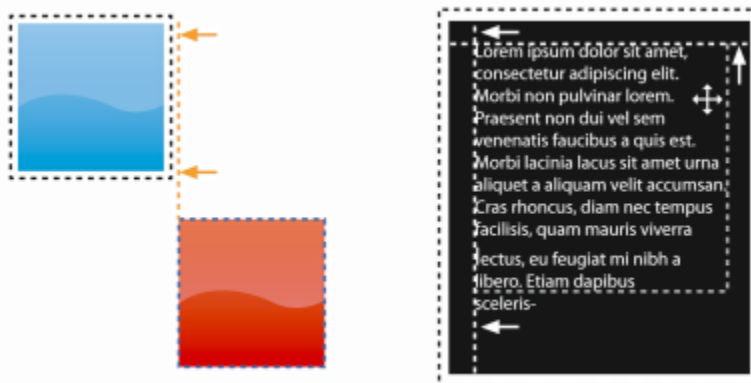 Lorem ipsum dolor sit amet,
consectetur adipiscing elit.
Morbi non pulvinar lorem.
Praesent non dui vel sem
venenatis faucibus a quis est.
Morbi lacinia lacus sit amet urna
aliquet a aliquam velit accumsan.
Cras rhoncus, diam nec tempus
facilisis, quam mauris viverra
lectus, eu feugiat mi nibh a
libero. Etiam dapibus
sceleris-